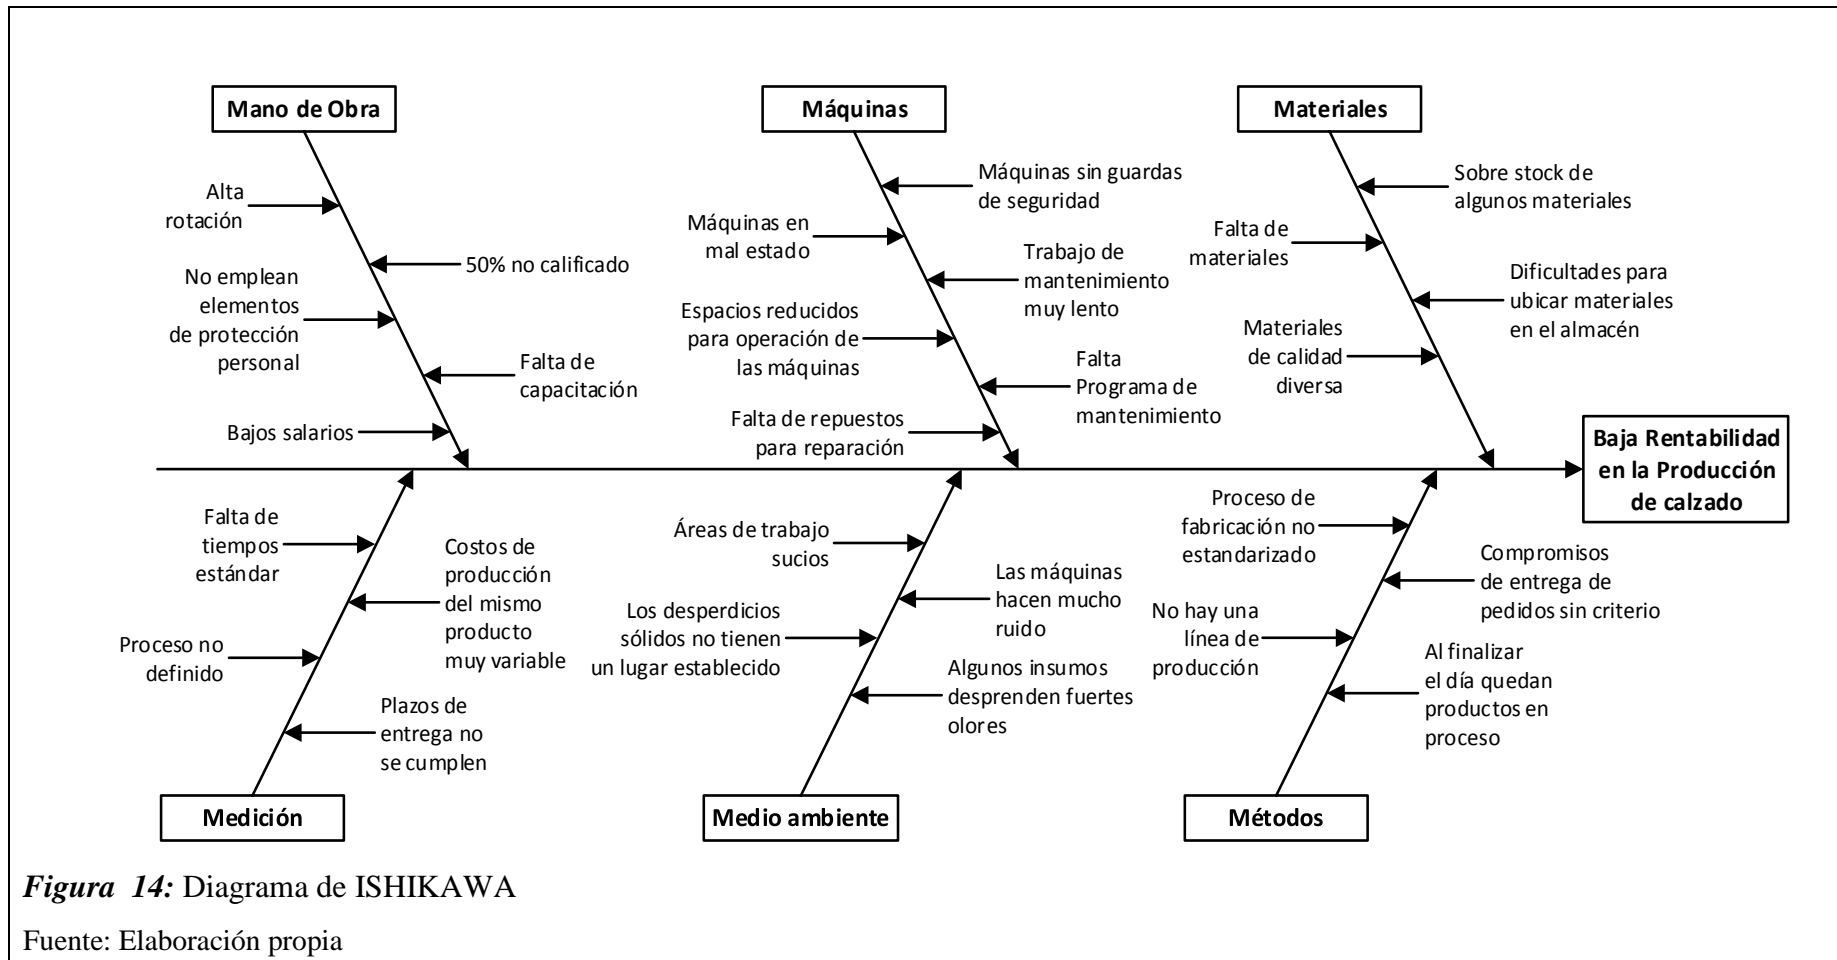 Mano de Obra
Máquinas
Materiales
Alta
rotación
50% no calificado
No emplean
elementos
de protección
personal
Falta de
capacitación
Bajos salarios
Máquinas sin guardas
de seguridad
Máquinas en
mal estado
Trabajo de
mantenimiento
muy lento
Espacios reducidos
para operación de
las máquinas
Falta
Programa de
mantenimiento
Falta de repuestos
para reparación
Sobre stock de
algunos materiales
Falta de
materiales
Dificultades para
ubicar materiales
en el almacén
Materiales
de calidad
diversa
Baja Rentabilidad
en la Producción
de calzado
Falta de
tiempos
estándar
Costos de
producción
del mismo
producto
muy variable
Proceso no
definido
Plazos de
entrega no
se cumplen
Áreas de trabajo
sucios
Las máquinas
hacen mucho
ruido
Los desperdicios
sólidos no tienen
un lugar establecido
Algunos insumos
desprenden fuertes
olores
Proceso de
fabricación no
estandarizado
Compromisos
de entrega de
pedidos sin criterio
No hay una
línea de
producción
Al finalizar
el día quedan
productos en
proceso
Medición
Medio ambiente
Métodos
Figura 14: Diagrama de ISHIKAWA
Fuente: Elaboración propia